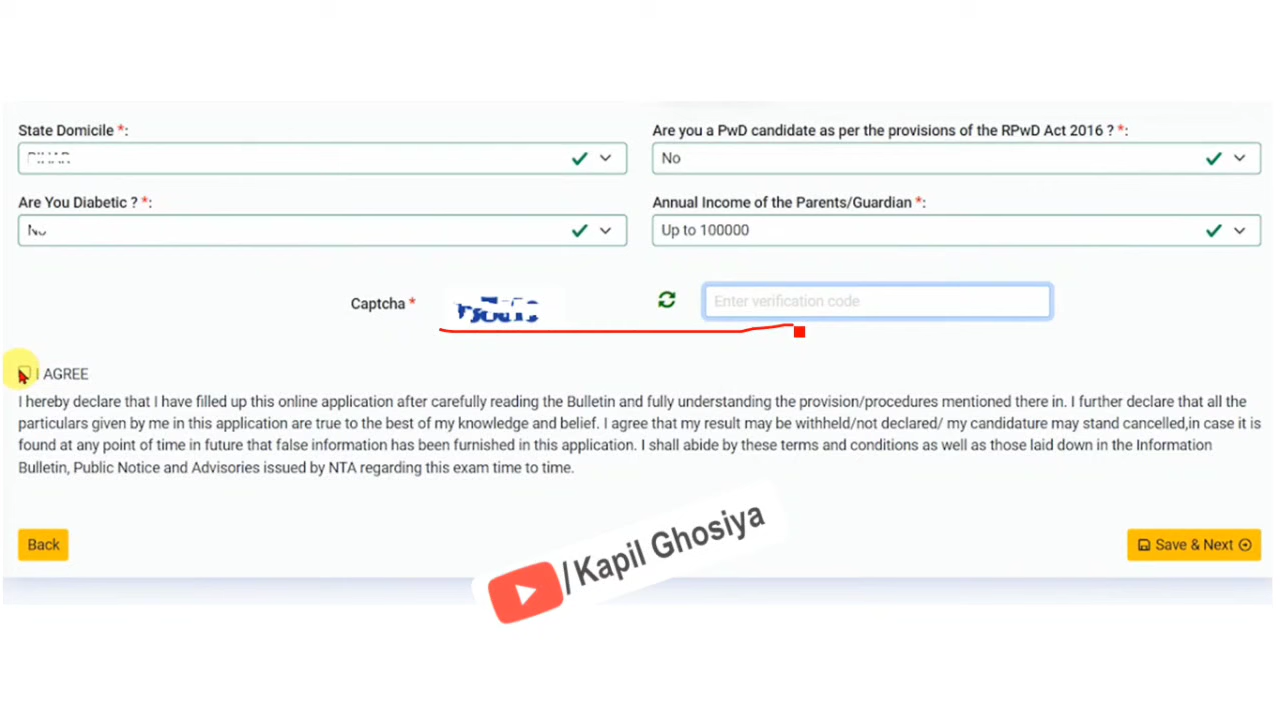 State Domicile *:
Are you a PwD candidate as per the provisions of the RPwD Act 2016 ? *:
No
Are You Diabetic ? *:
Annual Income of the Parents/Guardian *:
No
Up to 100000
Captcha *
Enter verification code
I AGREE
I hereby declare that I have filled up this online application after carefully reading the Bulletin and fully understanding the provision/procedures mentioned there in. I further declare that all the
particulars given by me in this application are true to the best of my knowledge and belief. I agree that my result may be withheld/not declared/ my candidature may stand cancelled,in case it is
found at any point of time in future that false information has been furnished in this application. I shall abide by these terms and conditions as well as those laid down in the Information
Bulletin, Public Notice and Advisories issued by NTA regarding this exam time to time.
Back
Save & Next
/Kapil Ghosiya